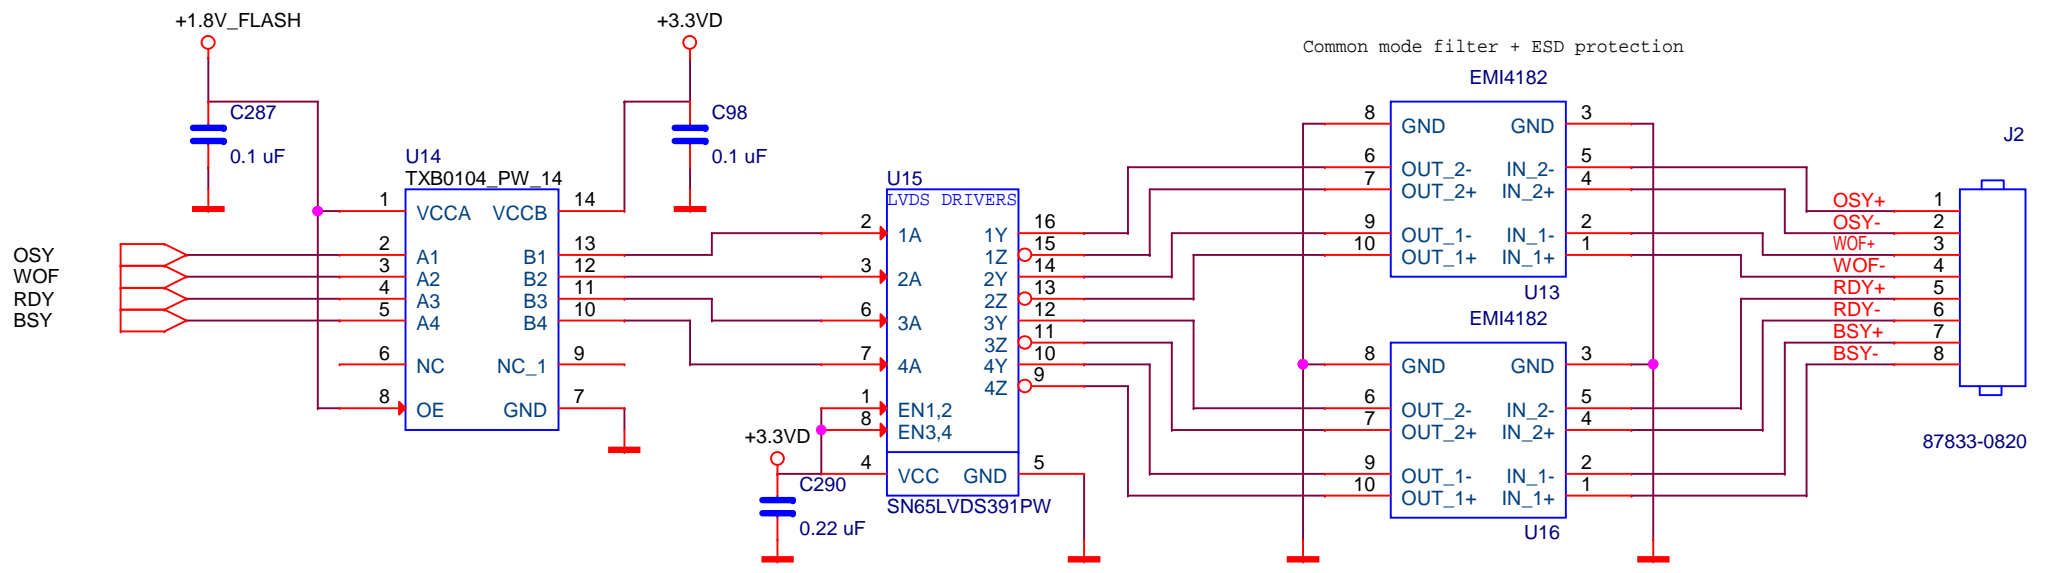 +1.8V_FLASH
+3.3VD
Common mode filter + ESD protection
C287
0.1 uF
C98
0.1 uF
U14
TXB0104_PW_14
1 VCCA VCCB 14
OSY 2 A1 B1 13
WOF 3 A2 B2 12
RDY 4 A3 B3 11
BSY 5 A4 B4 10
6 NC NC_1 9
8 OE GND 7
U15
LVDS DRIVERS
2 1A 1Y 16
1Z 15
3 2A 2Y 14
2Z 13
6 3A 3Y 12
3Z 11
7 4A 4Y 10
4Z 9
1 EN1,2
8 EN3,4
4 VCC GND 5
SN65LVDS391PW
+3.3VD
C290
0.22 uF
EMI4182
8 GND GND 3
6 OUT_2- IN_2- 5
7 OUT_2+ IN_2+ 4
9 OUT_1- IN_1- 2
10 OUT_1+ IN_1+ 1
U13
EMI4182
8 GND GND 3
6 OUT_2- IN_2- 5
7 OUT_2+ IN_2+ 4
9 OUT_1- IN_1- 2
10 OUT_1+ IN_1+ 1
U16
J2
OSY+ 1
OSY- 2
WOF+ 3
WOF- 4
RDY+ 5
RDY- 6
BSY+ 7
BSY- 8
87833-0820